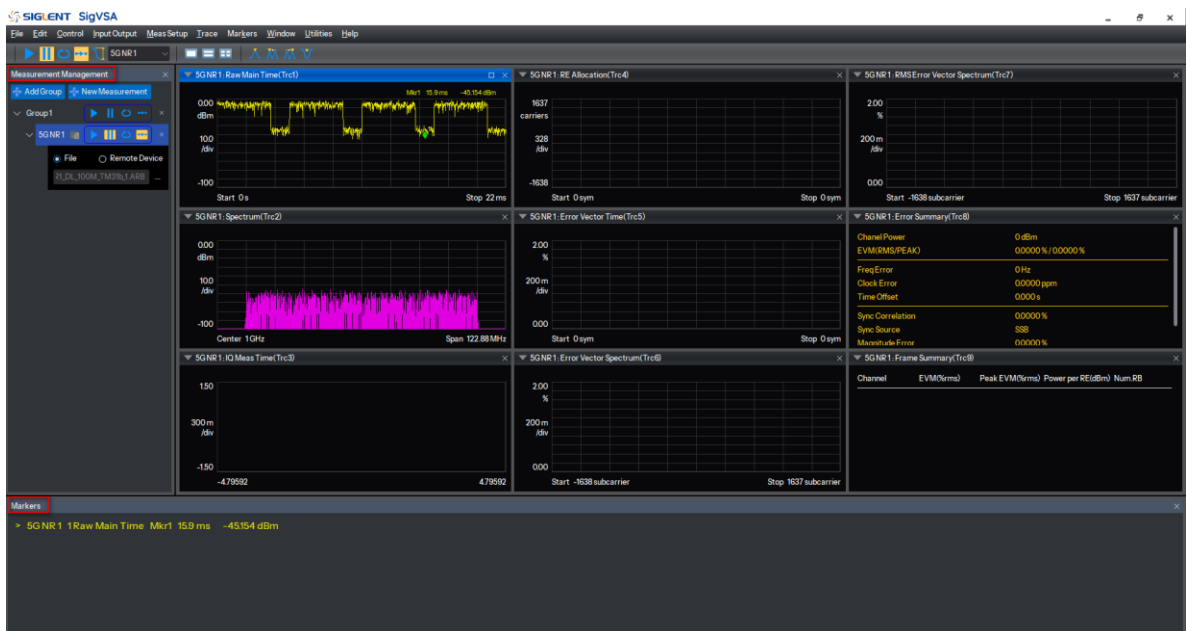 SIGLENT SigVSA
File Edit Control Input Output Meas Setup Trace Markers Window Utilities Help
5G NR 1
Measurement Management
Add Group New Measurement
Group1
5G NR 1
File Remote Device
21_DL_100M_TM31b_1.ARB ...
5G NR 1: Raw Main Time(Trc1)
Mkr1 15.9 ms -45.154 dBm
0.00
dBm
10.0
/div
-100
Start 0 s Stop 22 ms
5G NR 1: RE Allocation(Trc4)
1637
carriers
328
/div
-1638
Start 0 sym Stop 0 sym
5G NR 1: RMS Error Vector Spectrum(Trc7)
2.00
%
200 m
/div
0.00
Start -1638 subcarrier Stop 1637 subcarrier
5G NR 1: Spectrum(Trc2)
0.00
dBm
10.0
/div
-100
Center 1 GHz Span 122.88 MHz
5G NR 1: Error Vector Time(Trc5)
2.00
%
200 m
/div
0.00
Start 0 sym Stop 0 sym
5G NR 1: Error Summary(Trc8)
Chanel Power 0 dBm
EVM(RMS/PEAK) 0.0000 % / 0.0000 %
Freq Error 0 Hz
Clock Error 0.0000 ppm
Time Offset 0.000 s
Sync Correlation 0.0000 %
Sync Source SSB
Magnitude Error 0.0000 %
5G NR 1: IQ Meas Time(Trc3)
1.50
300 m
/div
-1.50
-4.79592 4.79592
5G NR 1: Error Vector Spectrum(Trc6)
2.00
%
200 m
/div
0.00
Start -1638 subcarrier Stop 1637 subcarrier
5G NR 1: Frame Summary(Trc9)
Channel EVM(%rms) Peak EVM(%rms) Power per RE(dBm) Num.RB
Markers
> 5G NR 1 1 Raw Main Time Mkr1 15.9 ms -45.154 dBm